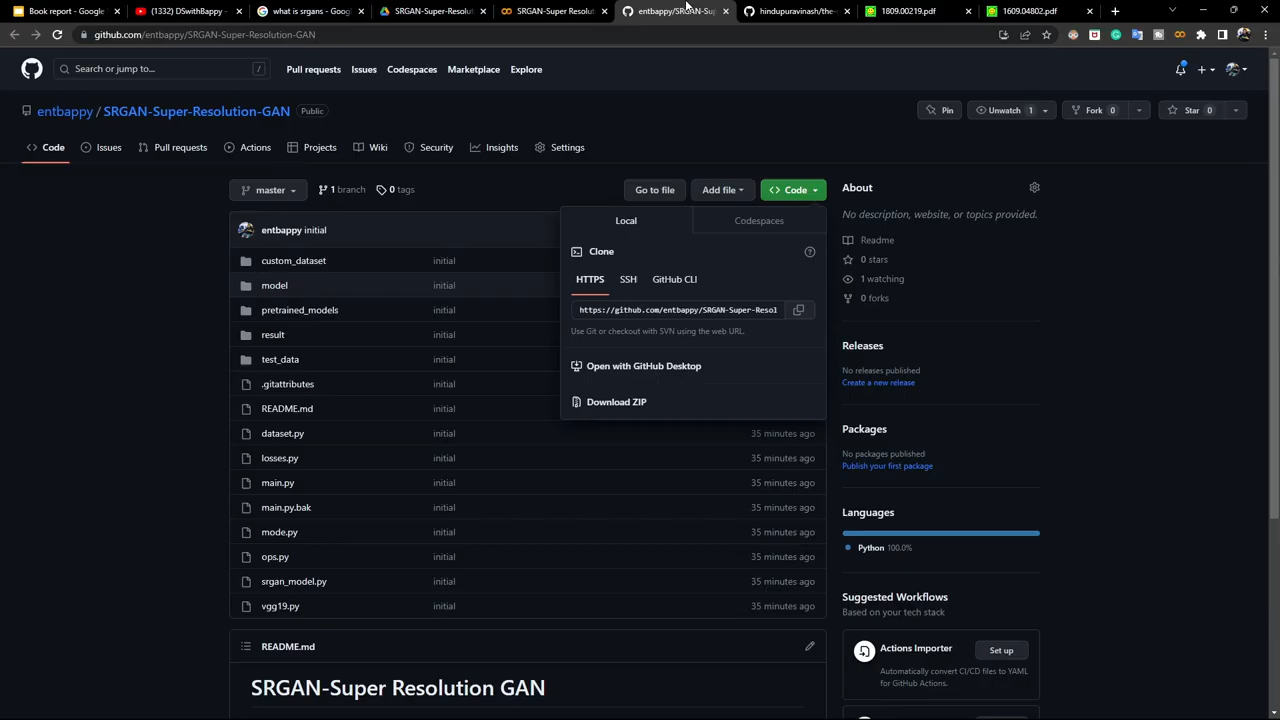 Book report - Google
(1332) DSwithBappy -
what is srgans - Goog
SRGAN-Super-Resolu
SRGAN-Super Resolut
entbappy/SRGAN-Sup
hindupuravinash/the-
1809.00219.pdf
1609.04802.pdf
github.com/entbappy/SRGAN-Super-Resolution-GAN
Search or jump to...
/
Pull requests
Issues
Codespaces
Marketplace
Explore
entbappy / SRGAN-Super-Resolution-GAN
Public
Pin
Unwatch 1
Fork 0
Star 0
Code
Issues
Pull requests
Actions
Projects
Wiki
Security
Insights
Settings
master
1 branch
0 tags
Go to file
Add file
Code
About
No description, website, or topics provided.
Readme
0 stars
1 watching
0 forks
entbappy initial
Local
Codespaces
Clone
HTTPS
SSH
GitHub CLI
https://github.com/entbappy/SRGAN-Super-Resol
Use Git or checkout with SVN using the web URL.
Open with GitHub Desktop
Download ZIP
custom_dataset initial
model initial
pretrained_models initial
result initial
test_data initial
.gitattributes initial
README.md initial
dataset.py initial 35 minutes ago
losses.py initial 35 minutes ago
main.py initial 35 minutes ago
main.py.bak initial 35 minutes ago
mode.py initial 35 minutes ago
ops.py initial 35 minutes ago
srgan_model.py initial 35 minutes ago
vgg19.py initial 35 minutes ago
Releases
No releases published
Create a new release
Packages
No packages published
Publish your first package
Languages
Python 100.0%
Suggested Workflows
Based on your tech stack
Actions Importer
Set up
Automatically convert CI/CD files to YAML
for GitHub Actions.
README.md
SRGAN-Super Resolution GAN